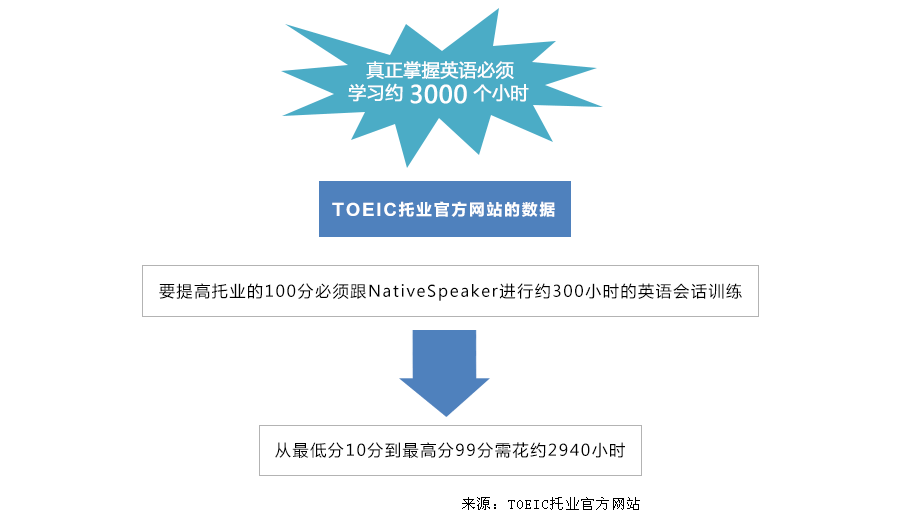 真正掌握英语必须
学习约 3000 个小时
TOEIC托业官方网站的数据
要提高托业的100分必须跟NativeSpeaker进行约300小时的英语会话训练
从最低分10分到最高分99分需花约2940小时
来源：TOEIC托业官方网站